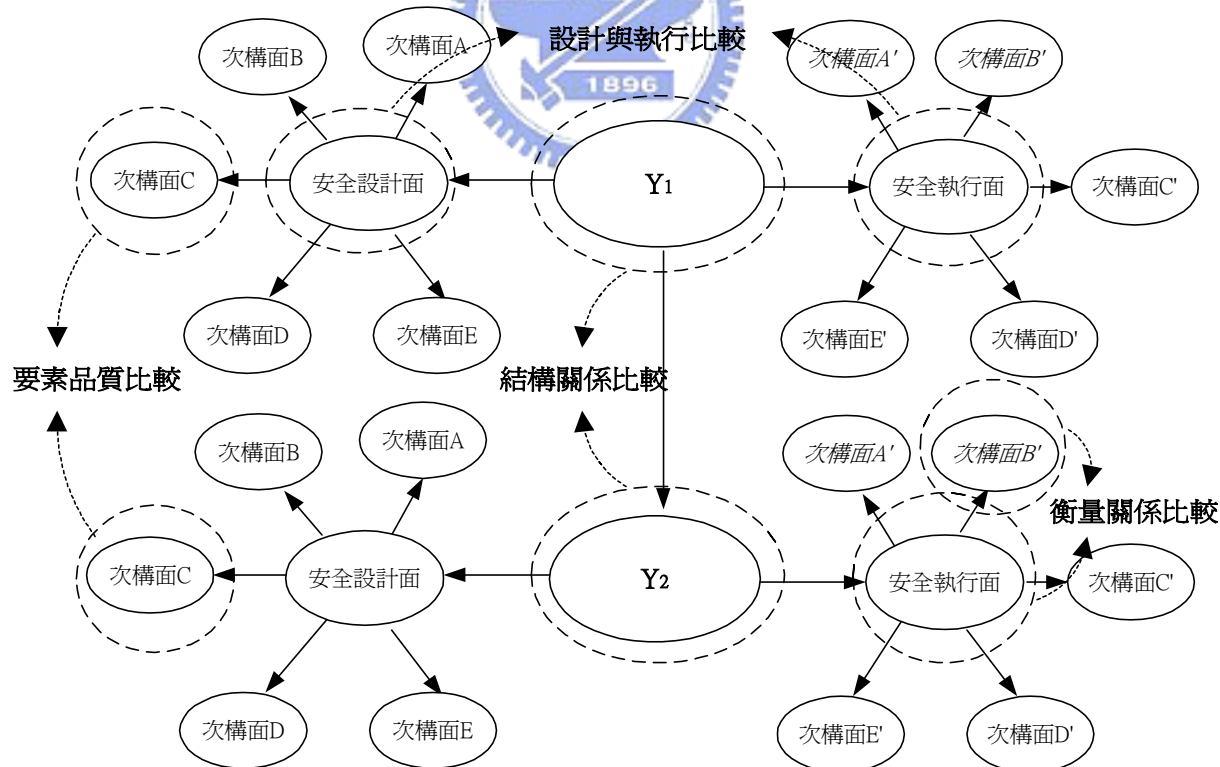 次構面B
次構面A
設計與執行比較
次構面A'
次構面B'
1896
次構面C
安全設計面
Y1
安全執行面
次構面C'
次構面D
次構面E
次構面E'
次構面D'
要素品質比較
結構關係比較
次構面B
次構面A
次構面A'
次構面B'
衡量關係比較
次構面C
安全設計面
Y2
安全執行面
次構面C'
次構面D
次構面E
次構面E'
次構面D'